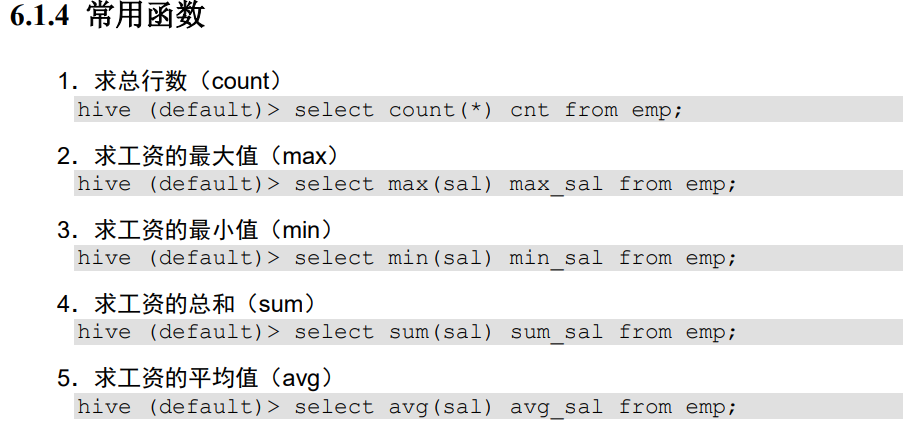 6.1.4 常用函数
1. 求总行数（count）
hive (default)> select count(*) cnt from emp;
2. 求工资的最大值（max）
hive (default)> select max(sal) max_sal from emp;
3. 求工资的最小值（min）
hive (default)> select min(sal) min_sal from emp;
4. 求工资的总和（sum）
hive (default)> select sum(sal) sum_sal from emp;
5. 求工资的平均值（avg）
hive (default)> select avg(sal) avg_sal from emp;